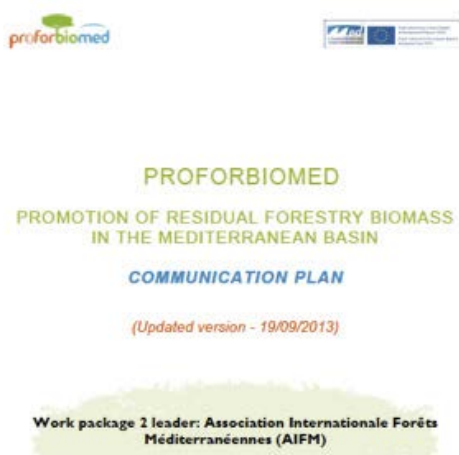 proforbiomed
Med
PROFORBIOMED
PROMOTION OF RESIDUAL FORESTRY BIOMASS
IN THE MEDITERRANEAN BASIN
COMMUNICATION PLAN
(Updated version - 19/09/2013)
Work package 2 leader: Association Internationale Forêts
Méditerranéennes (AIFM)